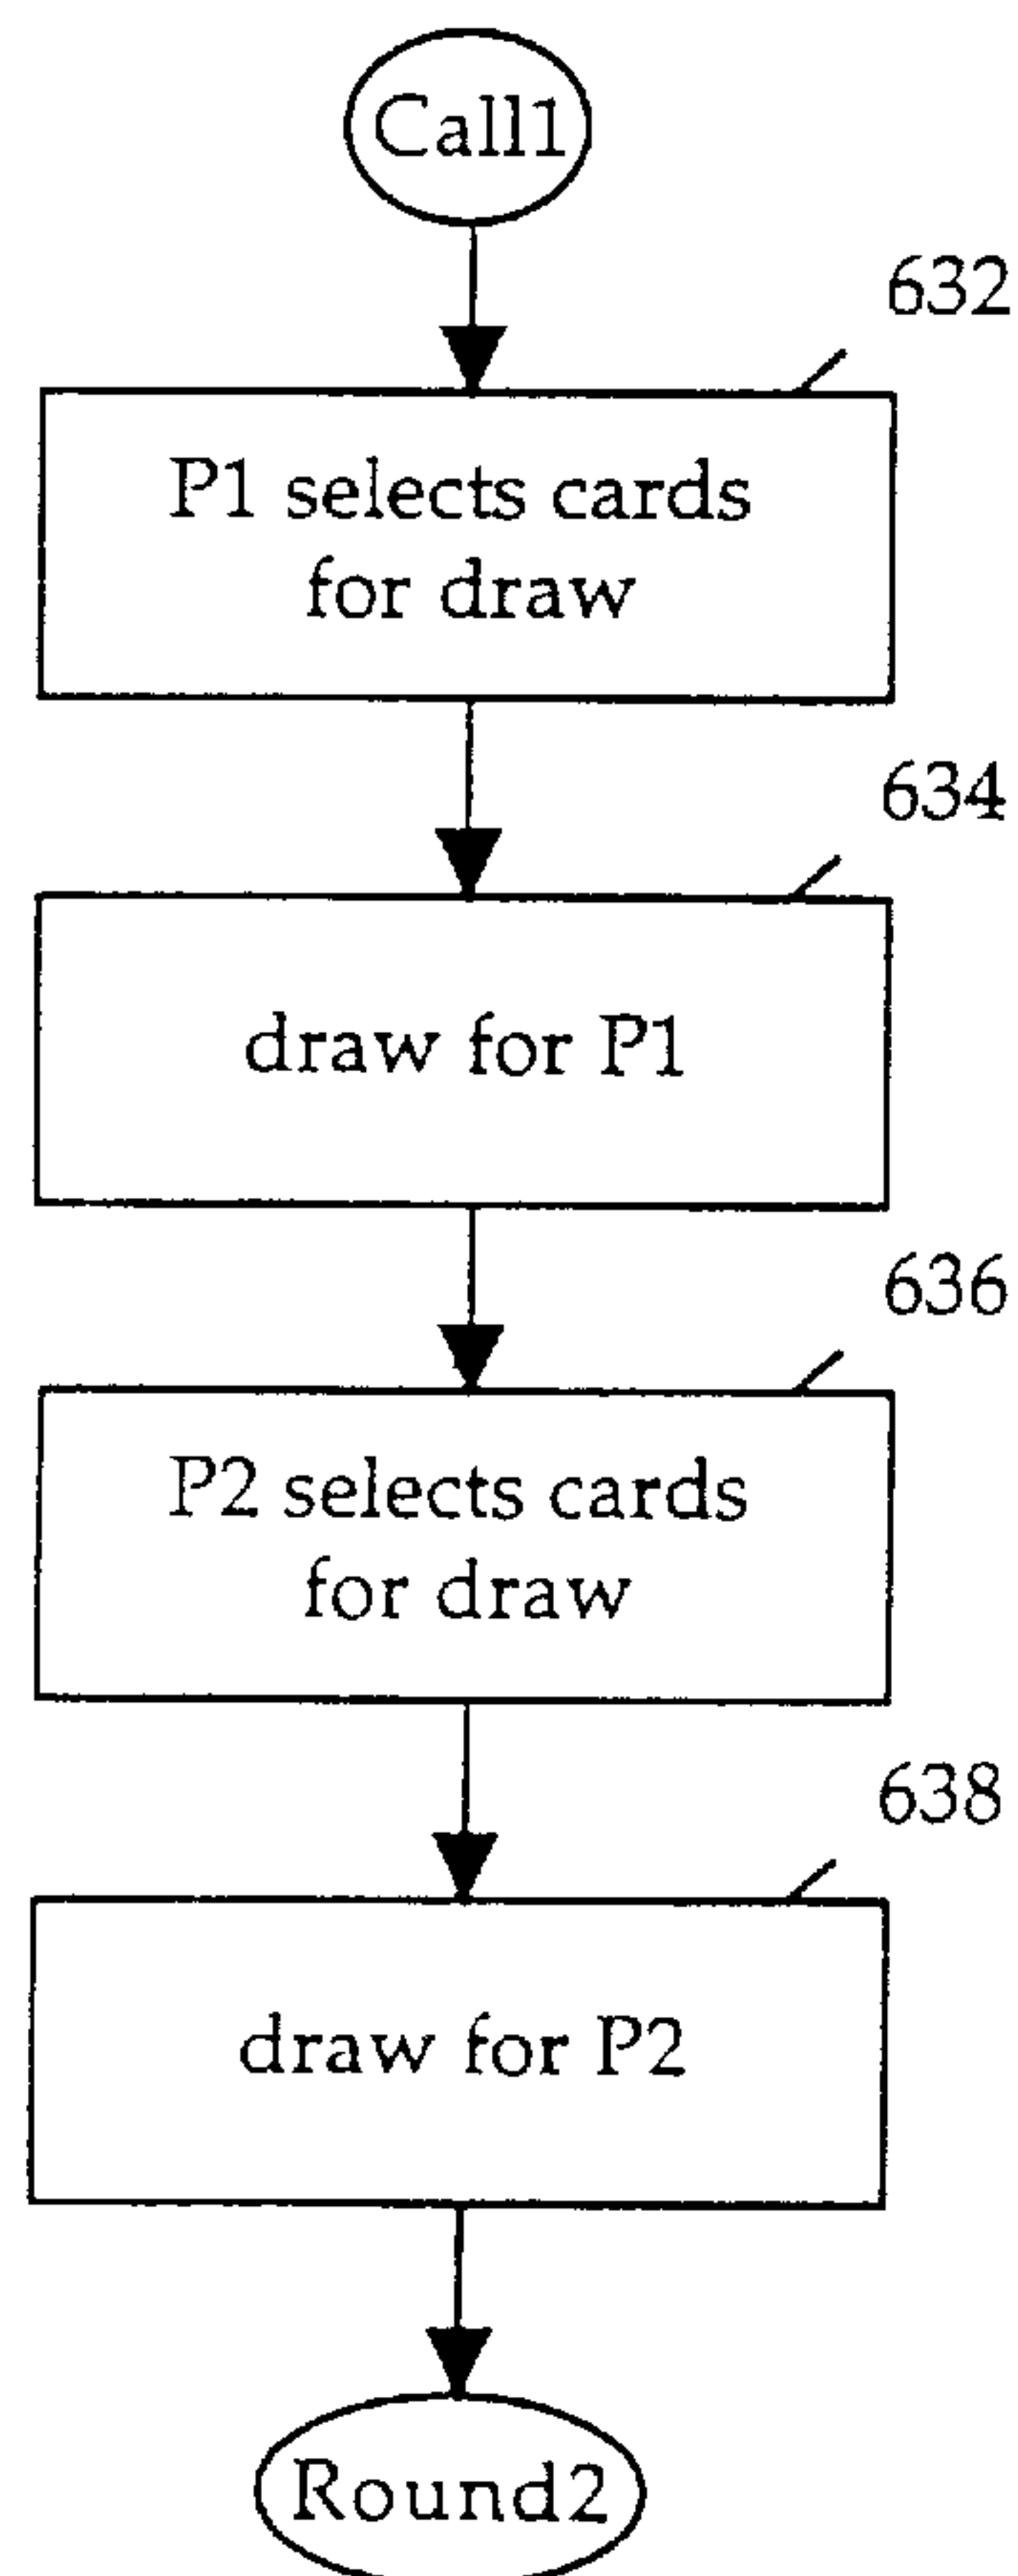 Call1
632
P1 selects cards
for draw
634
draw for P1
636
P2 selects cards
for draw
638
draw for P2
Round2